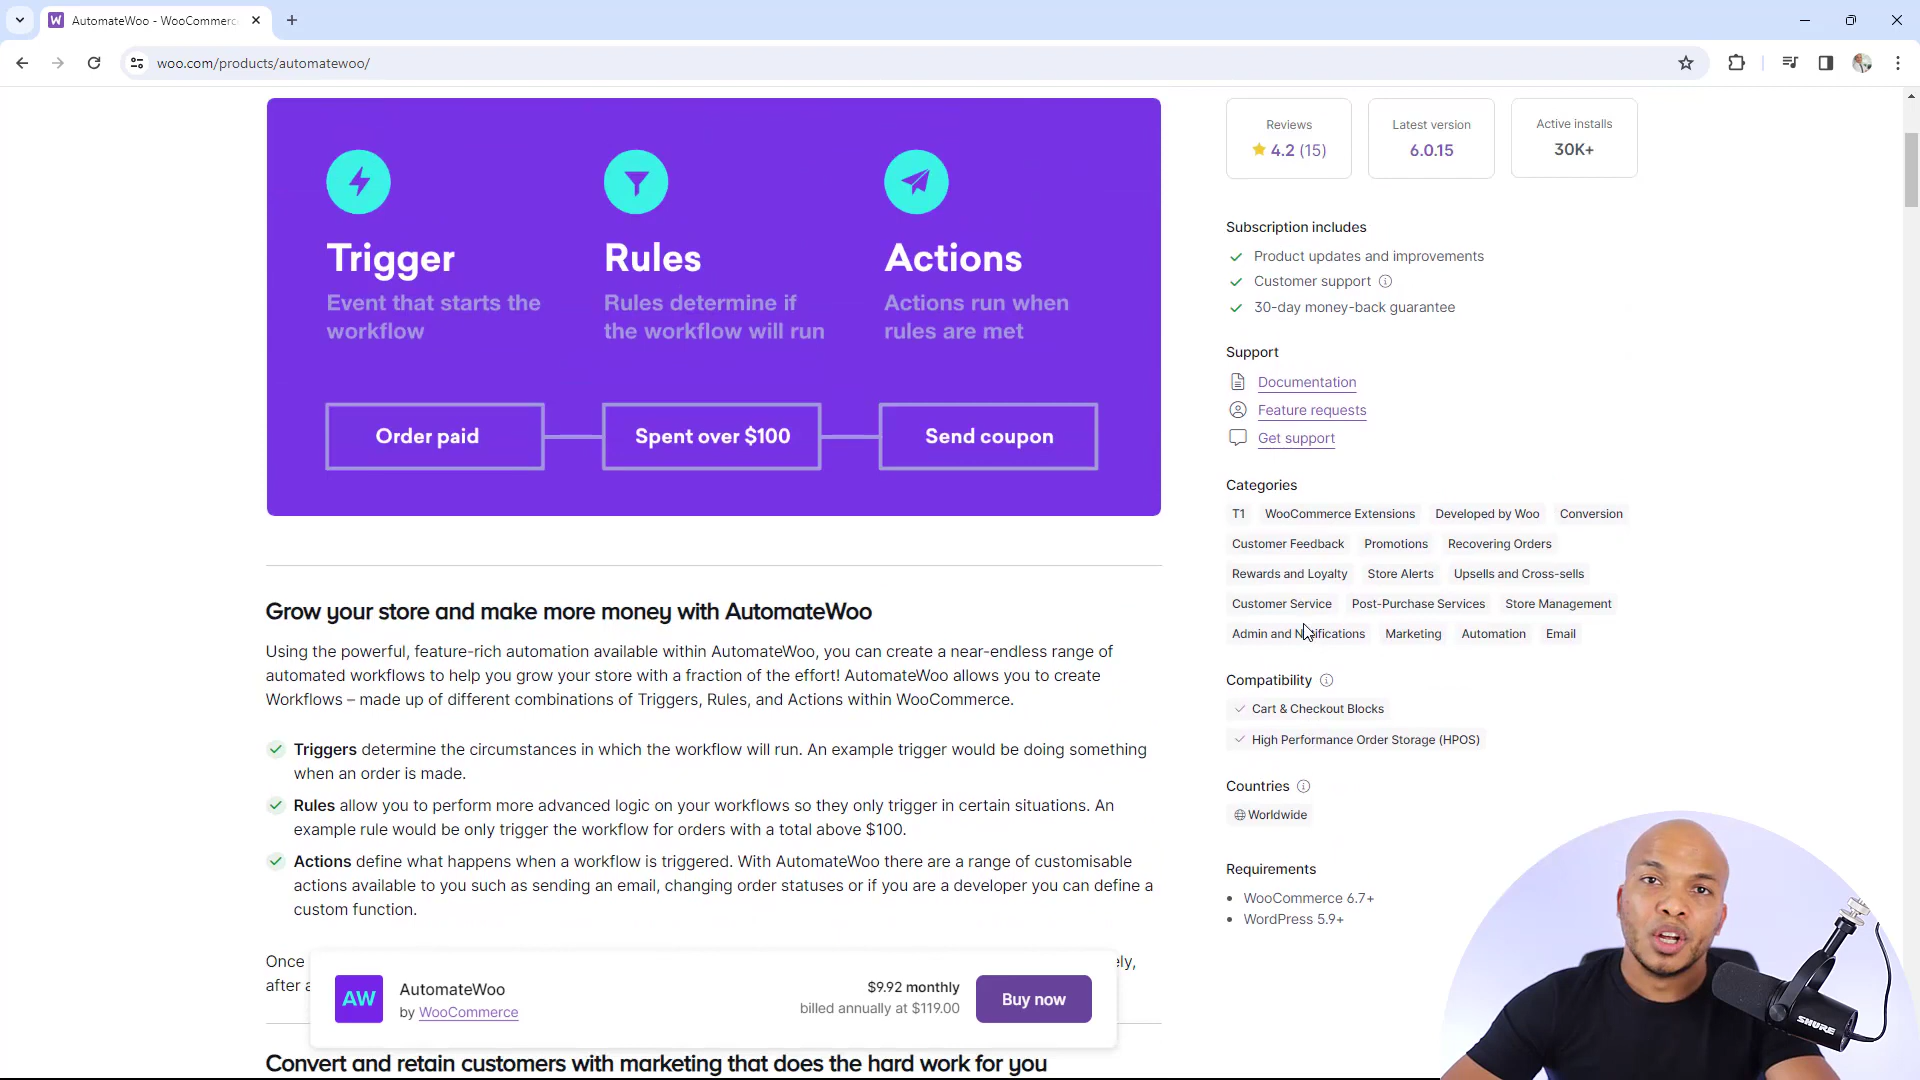 AutomateWoo - WooCommerc
woo.com/products/automatewoo/
Trigger
Event that starts the
workflow
Rules
Rules determine if
the workflow will run
Actions
Actions run when
rules are met
Order paid
Spent over $100
Send coupon
Grow your store and make more money with AutomateWoo
Using the powerful, feature-rich automation available within AutomateWoo, you can create a near-endless range of
automated workflows to help you grow your store with a fraction of the effort! AutomateWoo allows you to create
Workflows – made up of different combinations of Triggers, Rules, and Actions within WooCommerce.
Triggers determine the circumstances in which the workflow will run. An example trigger would be doing something
when an order is made.
Rules allow you to perform more advanced logic on your workflows so they only trigger in certain situations. An
example rule would be only trigger the workflow for orders with a total above $100.
Actions define what happens when a workflow is triggered. With AutomateWoo there are a range of customisable
actions available to you such as sending an email, changing order statuses or if you are a developer you can define a
custom function.
Once
ely,
after
AW
AutomateWoo
by WooCommerce
$9.92 monthly
billed annually at $119.00
Buy now
Convert and retain customers with marketing that does the hard work for you
Reviews
4.2 (15)
Latest version
6.0.15
Active installs
30K+
Subscription includes
Product updates and improvements
Customer support
30-day money-back guarantee
Support
Documentation
Feature requests
Get support
Categories
T1 WooCommerce Extensions Developed by Woo Conversion
Customer Feedback Promotions Recovering Orders
Rewards and Loyalty Store Alerts Upsells and Cross-sells
Customer Service Post-Purchase Services Store Management
Admin and Notifications Marketing Automation Email
Compatibility
Cart & Checkout Blocks
High Performance Order Storage (HPOS)
Countries
Worldwide
Requirements
WooCommerce 6.7+
WordPress 5.9+
SHURE